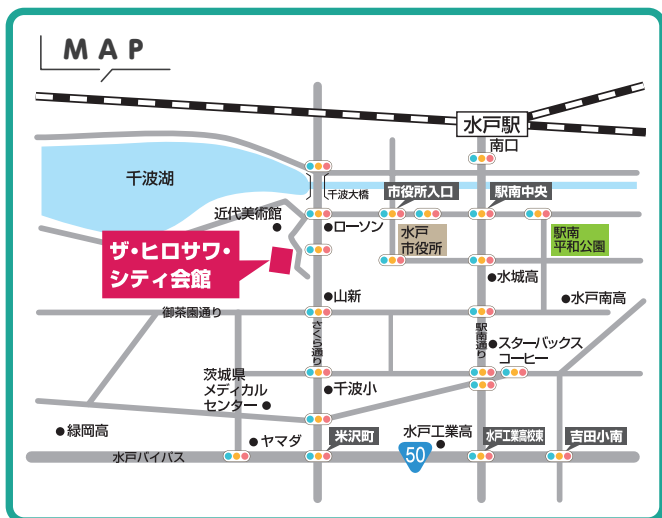 MAP
水戸駅
南口
千波湖
千波大橋
市役所入口
駅南中央
近代美術館
ローソン
水戸
市役所
駅南
平和公園
ザ・ヒロサワ・
シティ会館
水城高
山新
水戸南高
御茶園通り
さくら通り
駅南通り
スターバックス
コーヒー
茨城県
メディカル
センター
千波小
緑岡高
ヤマダ
米沢町
水戸工業高
水戸工業高校東
吉田小南
水戸バイパス
50